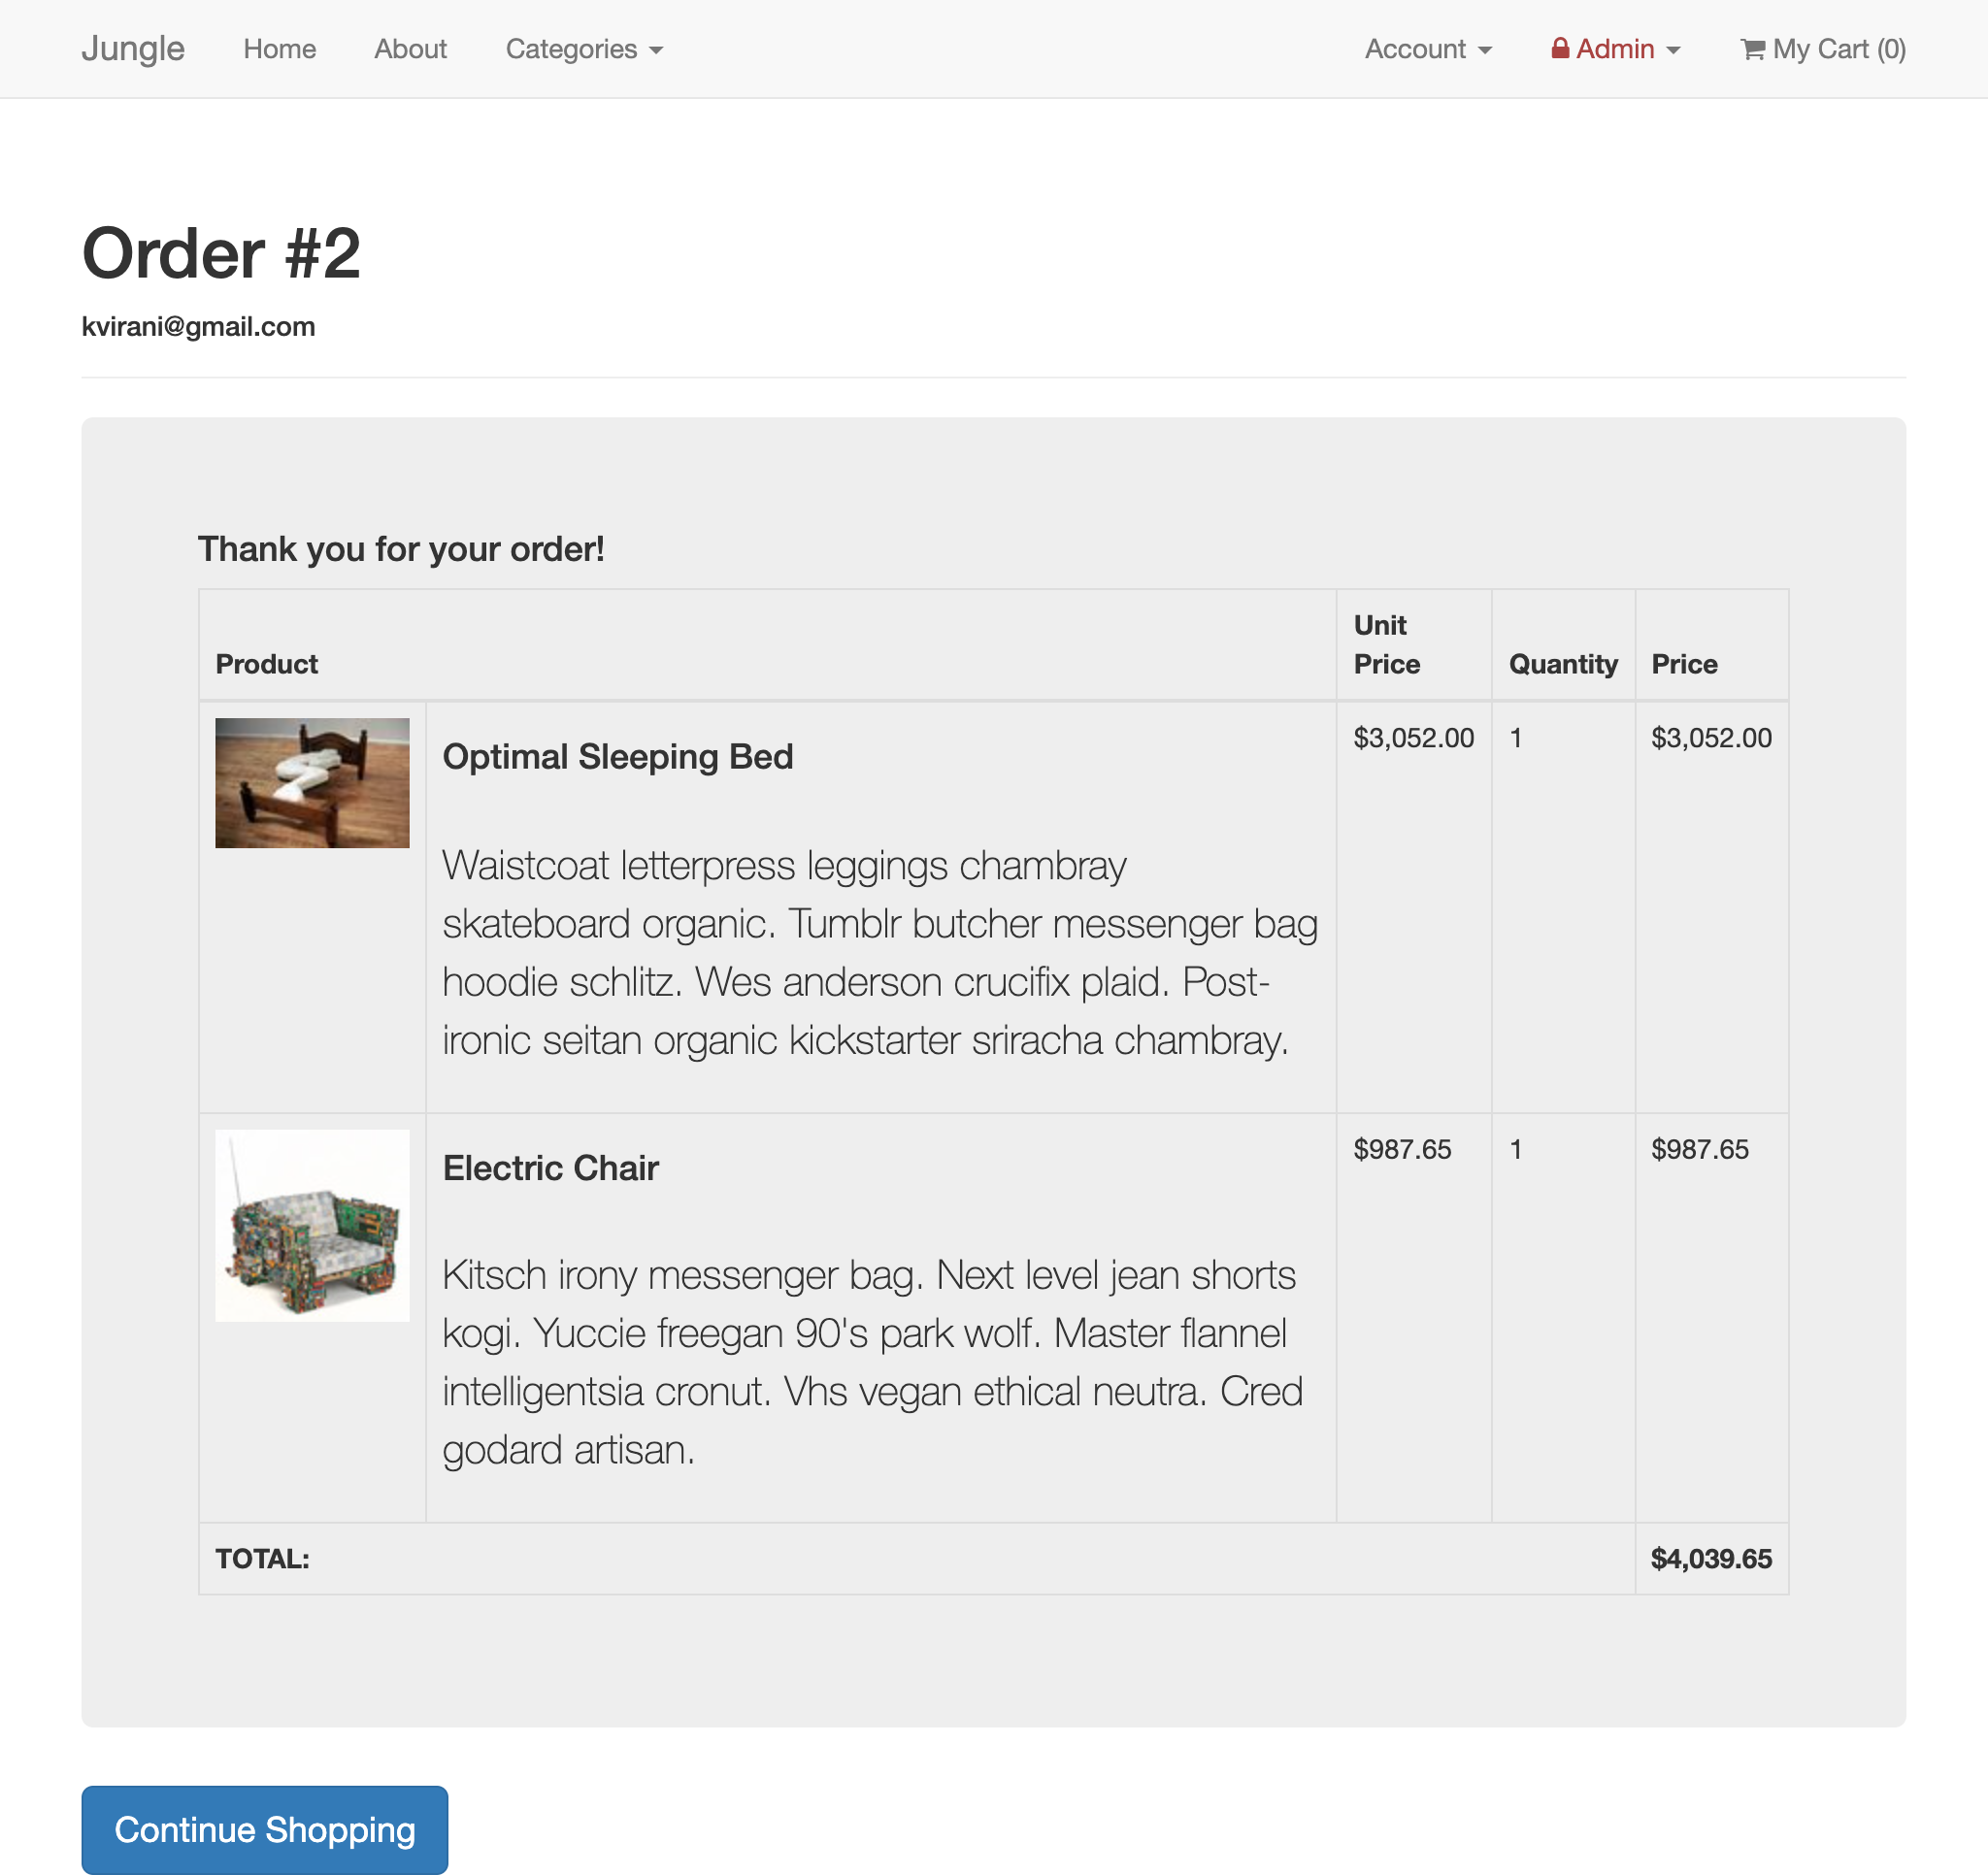 Jungle Home About Categories Account Admin My Cart (0)
Order #2
kvirani@gmail.com
Thank you for your order!
Product Unit Price Quantity Price
Optimal Sleeping Bed $3,052.00 1 $3,052.00
Waistcoat letterpress leggings chambray
skateboard organic. Tumblr butcher messenger bag
hoodie schlitz. Wes anderson crucifix plaid. Post-
ironic seitan organic kickstarter sriracha chambray.
Electric Chair $987.65 1 $987.65
Kitsch irony messenger bag. Next level jean shorts
kogi. Yuccie freegan 90's park wolf. Master flannel
intelligentsia cronut. Vhs vegan ethical neutra. Cred
godard artisan.
TOTAL: $4,039.65
Continue Shopping